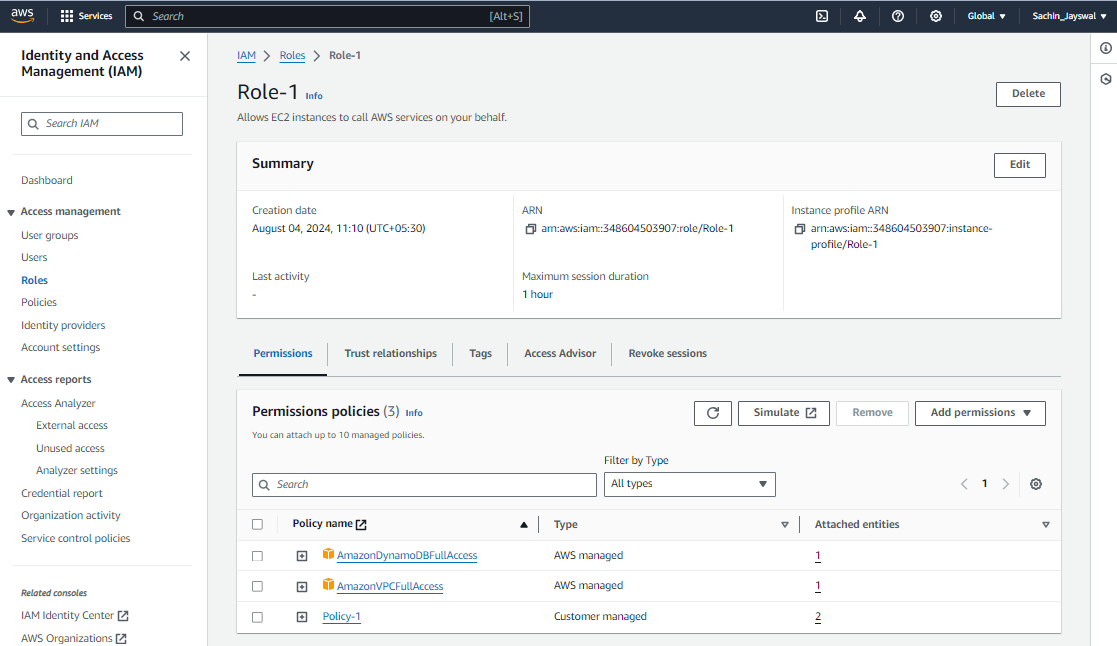 aws Services Search [Alt+S] Global Sachin_Jayswal
Identity and Access
Management (IAM)
Search IAM
Dashboard
Access management
User groups
Users
Roles
Policies
Identity providers
Account settings
Access reports
Access Analyzer
External access
Unused access
Analyzer settings
Credential report
Organization activity
Service control policies
Related consoles
IAM Identity Center
AWS Organizations
IAM Roles Role-1
Role-1 Info
Delete
Allows EC2 instances to call AWS services on your behalf.
Summary
Edit
Creation date
August 04, 2024, 11:10 (UTC+05:30)
ARN
arn:aws:iam::348604503907:role/Role-1
Instance profile ARN
arn:aws:iam::348604503907:instance-
profile/Role-1
Last activity
-
Maximum session duration
1 hour
Permissions Trust relationships Tags Access Advisor Revoke sessions
Permissions policies (3) Info
Simulate Remove Add permissions
You can attach up to 10 managed policies.
Filter by Type
Search All types 1
Policy name Type Attached entities
AmazonDynamoDBFullAccess AWS managed 1
AmazonVPCFullAccess AWS managed 1
Policy-1 Customer managed 2